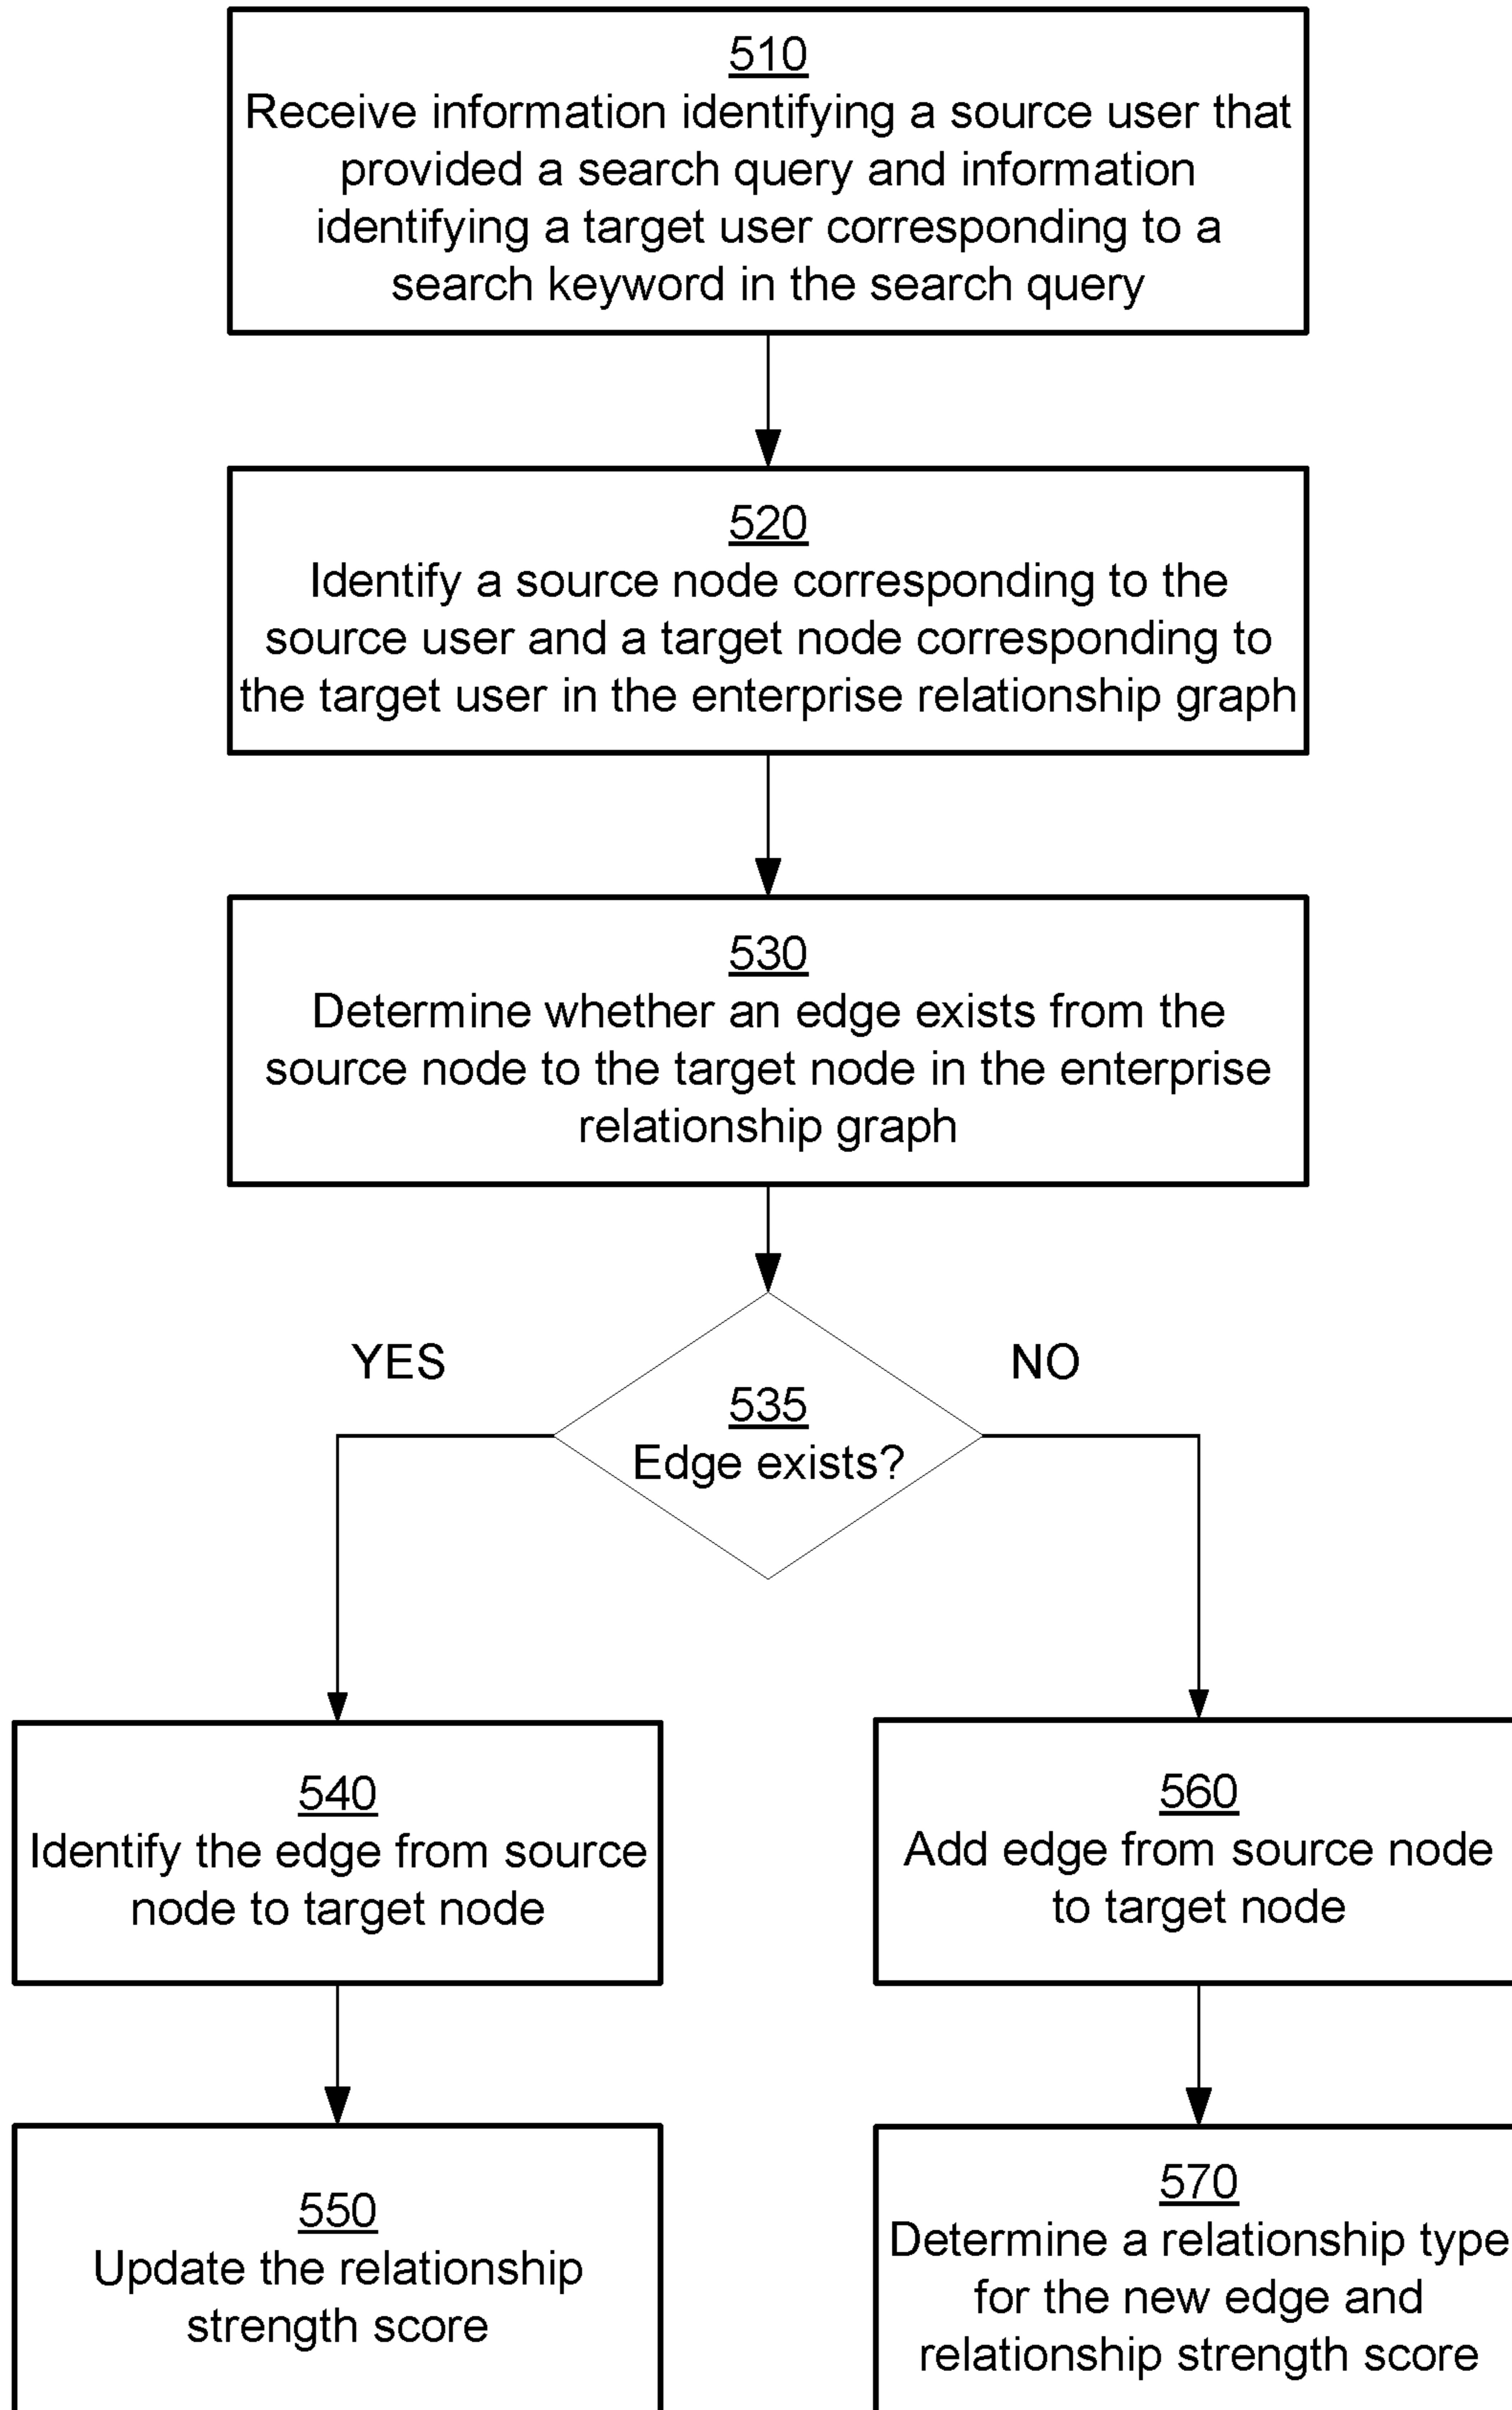 510
Receive information identifying a source user that
provided a search query and information
identifying a target user corresponding to a
search keyword in the search query
520
Identify a source node corresponding to the
source user and a target node corresponding to
the target user in the enterprise relationship graph
530
Determine whether an edge exists from the
source node to the target node in the enterprise
relationship graph
YES
NO
535
Edge exists?
540
Identify the edge from source
node to target node
560
Add edge from source node
to target node
550
Update the relationship
strength score
570
Determine a relationship type
for the new edge and
relationship strength score